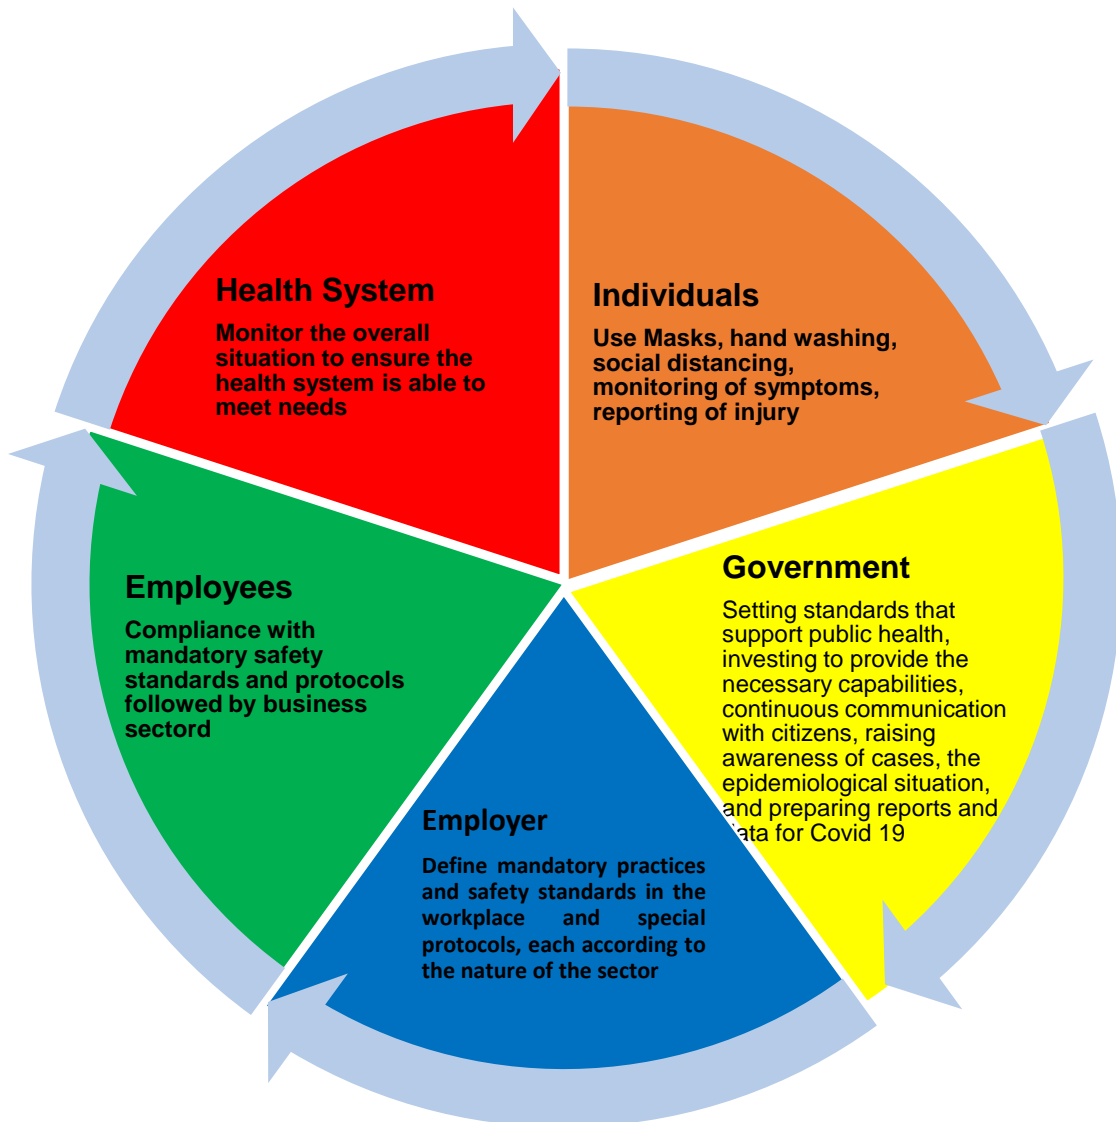 Health System
Monitor the overall
situation to ensure the
health system is able to
meet needs
Individuals
Use Masks, hand washing,
social distancing,
monitoring of symptoms,
reporting of injury
Government
Setting standards that
support public health,
investing to provide the
necessary capabilities,
continuous communication
with citizens, raising
awareness of cases, the
epidemiological situation,
and preparing reports and
data for Covid 19
Employer
Define mandatory practices
and safety standards in the
workplace and special
protocols, each according to
the nature of the sector
Employees
Compliance with
mandatory safety
standards and protocols
followed by business
sectord